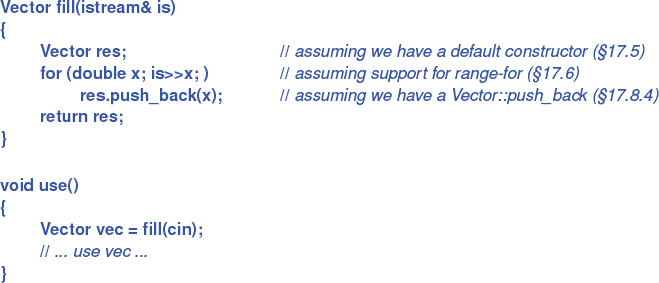 Vector fill(istream& is)
{
Vector res; // assuming we have a default constructor (§17.5)
for (double x; is>>x; ) // assuming support for range-for (§17.6)
res.push_back(x); // assuming we have a Vector::push_back (§17.8.4)
return res;
}
void use()
{
Vector vec = fill(cin);
// ... use vec ...
}